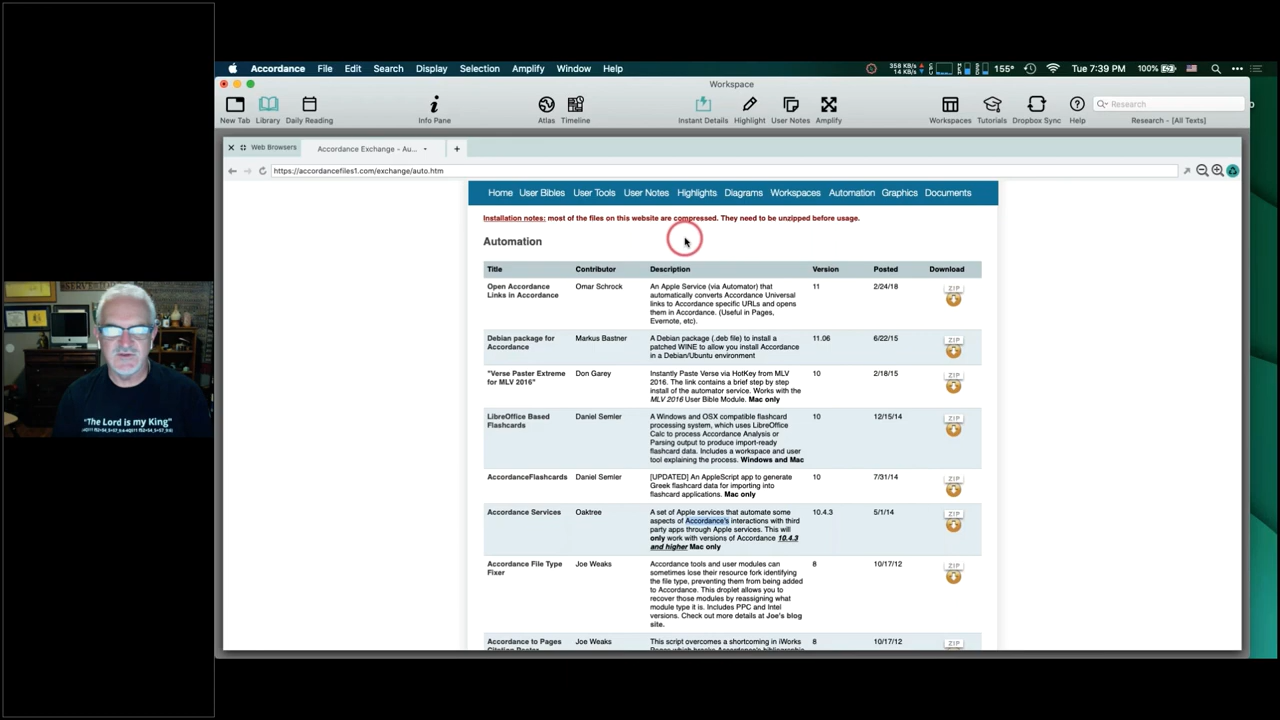 Accordance File Edit Search Display Selection Amplify Window Help
358 KB/s
14 KB/s
155° Tue 7:39 PM 100%
Workspace
New Tab Library Daily Reading Info Pane Atlas Timeline Instant Details Highlight User Notes Amplify Workspaces Tutorials Dropbox Sync Help
Research
Research - [All Texts]
Web Browsers Accordance Exchange - Au...
https://accordancefiles1.com/exchange/auto.htm
Home User Bibles User Tools User Notes Highlights Diagrams Workspaces Automation Graphics Documents
Installation notes: most of the files on this website are compressed. They need to be unzipped before usage.
Automation
Title Contributor Description Version Posted Download
Open Accordance
Links in Accordance
Omar Schrock
An Apple Service (via Automator) that
automatically converts Accordance Universal
links to Accordance specific URLs and opens
them in Accordance. (Useful in Pages,
Evernote, etc).
11
2/24/18
ZIP
Debian package for
Accordance
Markus Bastner
A Debian package (.deb file) to install a
patched WINE to allow you install Accordance
in a Debian/Ubuntu environment
11.06
6/22/15
ZIP
"Verse Paster Extreme
for MLV 2016"
Don Garey
Instantly Paste Verse via HotKey from MLV
2016. The link contains a brief step by step
install of the automator service. Works with the
MLV 2016 User Bible Module. Mac only
10
2/18/15
ZIP
LibreOffice Based
Flashcards
Daniel Semler
A Windows and OSX compatible flashcard
processing system, which uses LibreOffice
Calc to process Accordance Analysis or
Parsing output to produce import-ready
flashcard data. Includes a workspace and user
tool explaining the process. Windows and Mac
10
12/15/14
ZIP
AccordanceFlashcards
Daniel Semler
[UPDATED] An AppleScript app to generate
Greek flashcard data for importing into
flashcard applications. Mac only
10
7/31/14
ZIP
Accordance Services
Oaktree
A set of Apple services that automate some
aspects of Accordance's interactions with third
party apps through Apple services. This will
only work with versions of Accordance 10.4.3
and higher Mac only
10.4.3
5/1/14
ZIP
Accordance File Type
Fixer
Joe Weaks
Accordance tools and user modules can
sometimes lose their resource fork identifying
the file type, preventing them from being added
to Accordance. This droplet allows you to
recover those modules by reassigning what
module type it is. Includes PPC and Intel
versions. Check out more details at Joe's blog
site.
8
10/17/12
ZIP
Accordance to Pages
Joe Weaks
This script overcomes a shortcoming in iWorks
8
10/17/12
ZIP
"The Lord is my King"